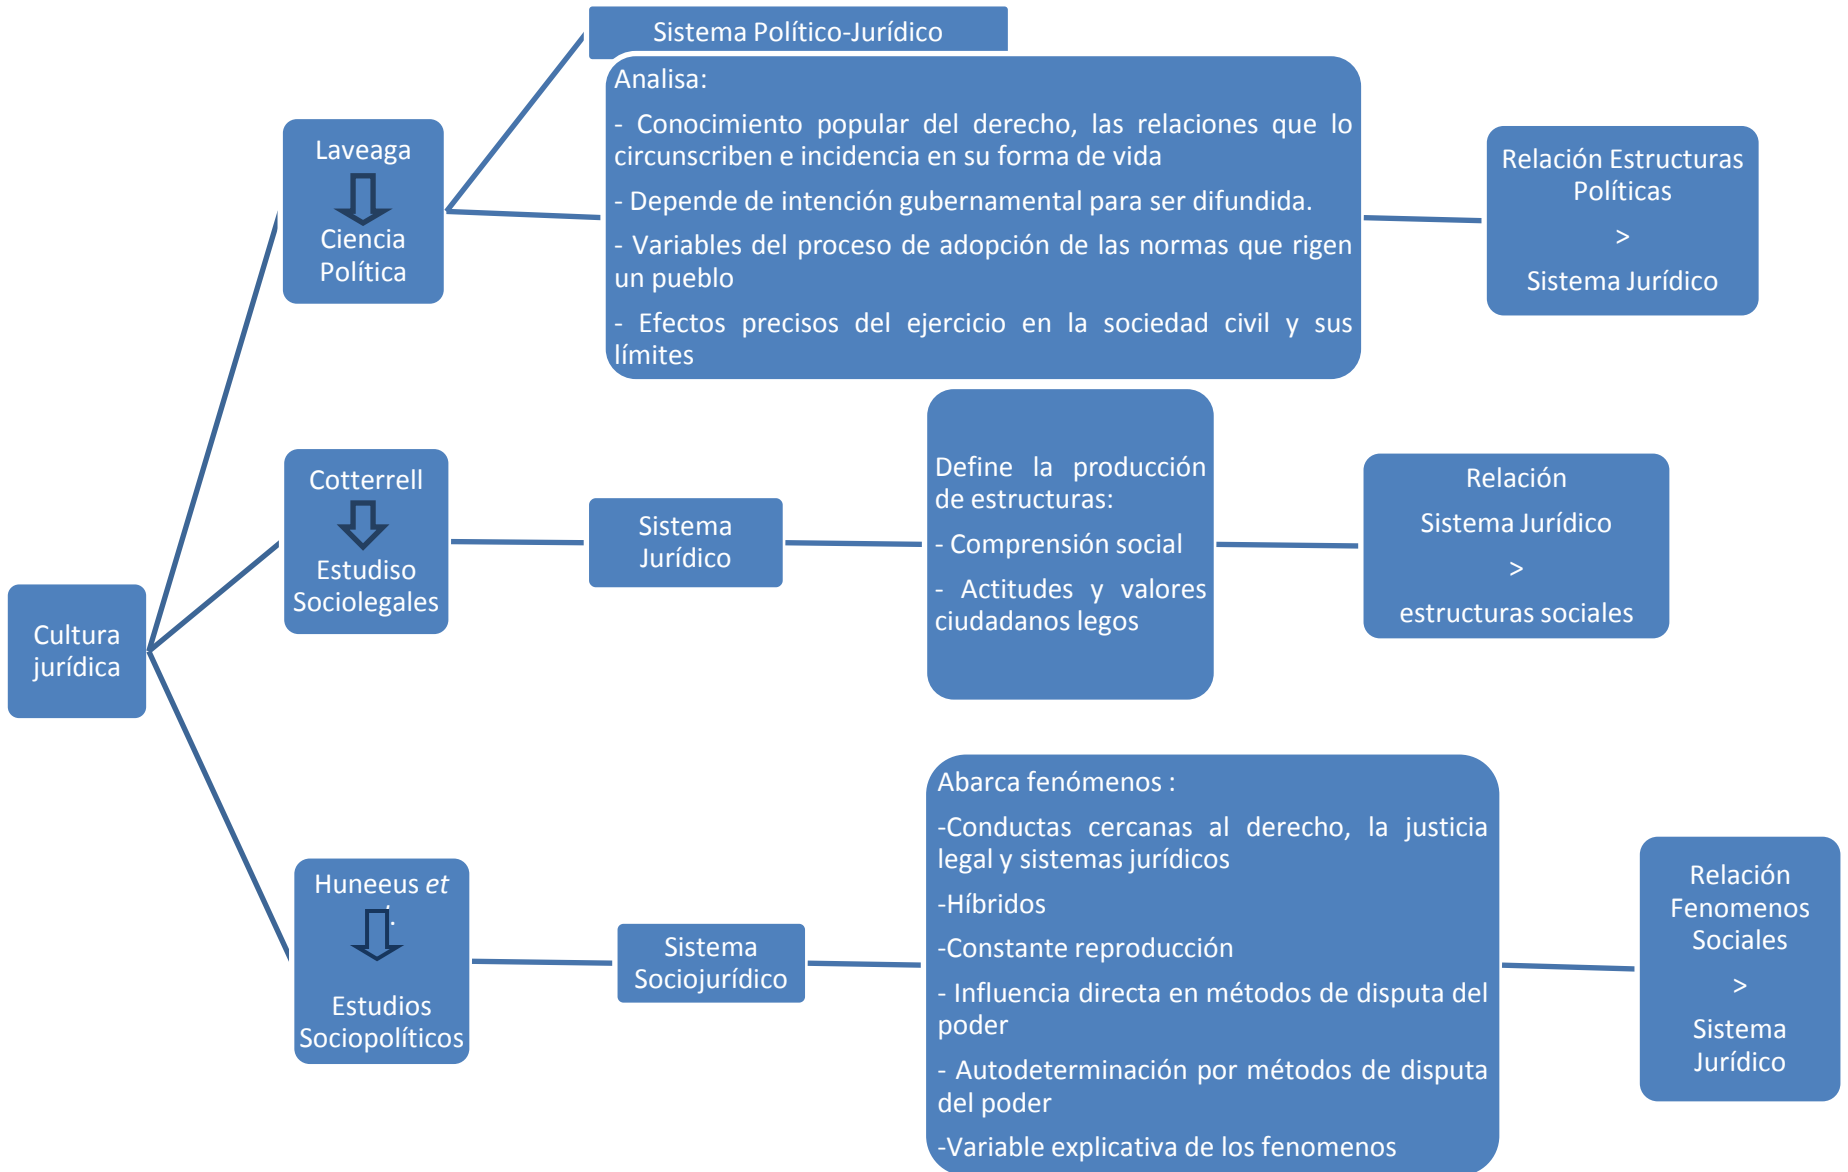 Sistema Político-Jurídico
Analisa:
- Conocimiento popular del derecho, las relaciones que lo
circunscriben e incidencia en su forma de vida
- Depende de intención gubernamental para ser difundida.
- Variables del proceso de adopción de las normas que rigen
un pueblo
- Efectos precisos del ejercicio en la sociedad civil y sus
límites
Laveaga
Ciencia
Política
Relación Estructuras
Políticas
>
Sistema Jurídico
Cotterrell
Estudiso
Sociolegales
Sistema
Jurídico
Define la producción
de estructuras:
- Comprensión social
- Actitudes y valores
ciudadanos legos
Relación
Sistema Jurídico
>
estructuras sociales
Cultura
jurídica
Huneeus et
Estudios
Sociopolíticos
Sistema
Sociojurídico
Abarca fenómenos :
-Conductas cercanas al derecho, la justicia
legal y sistemas jurídicos
-Híbridos
-Constante reproducción
- Influencia directa en métodos de disputa del
poder
- Autodeterminación por métodos de disputa
del poder
-Variable explicativa de los fenomenos
Relación
Fenomenos
Sociales
>
Sistema
Jurídico